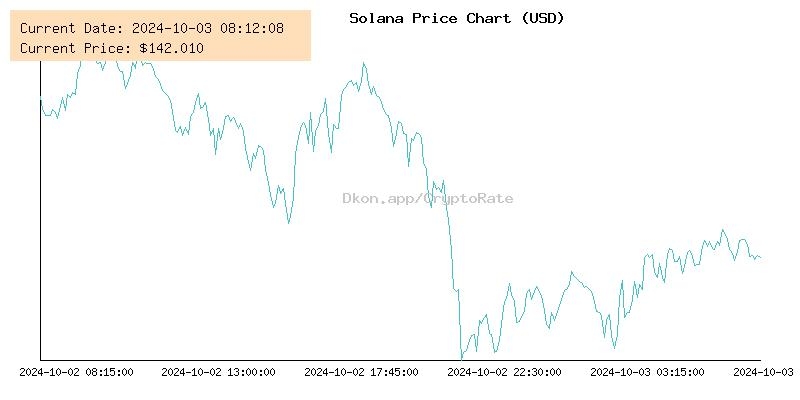 Solana Price Chart (USD)
Current Date: 2024-10-03 08:12:08
Current Price: $142.010
Dkon.app/CryptoRate
2024-10-02 08:15:00 2024-10-02 13:00:00 2024-10-02 17:45:00 2024-10-02 22:30:00 2024-10-03 03:15:00 2024-10-03